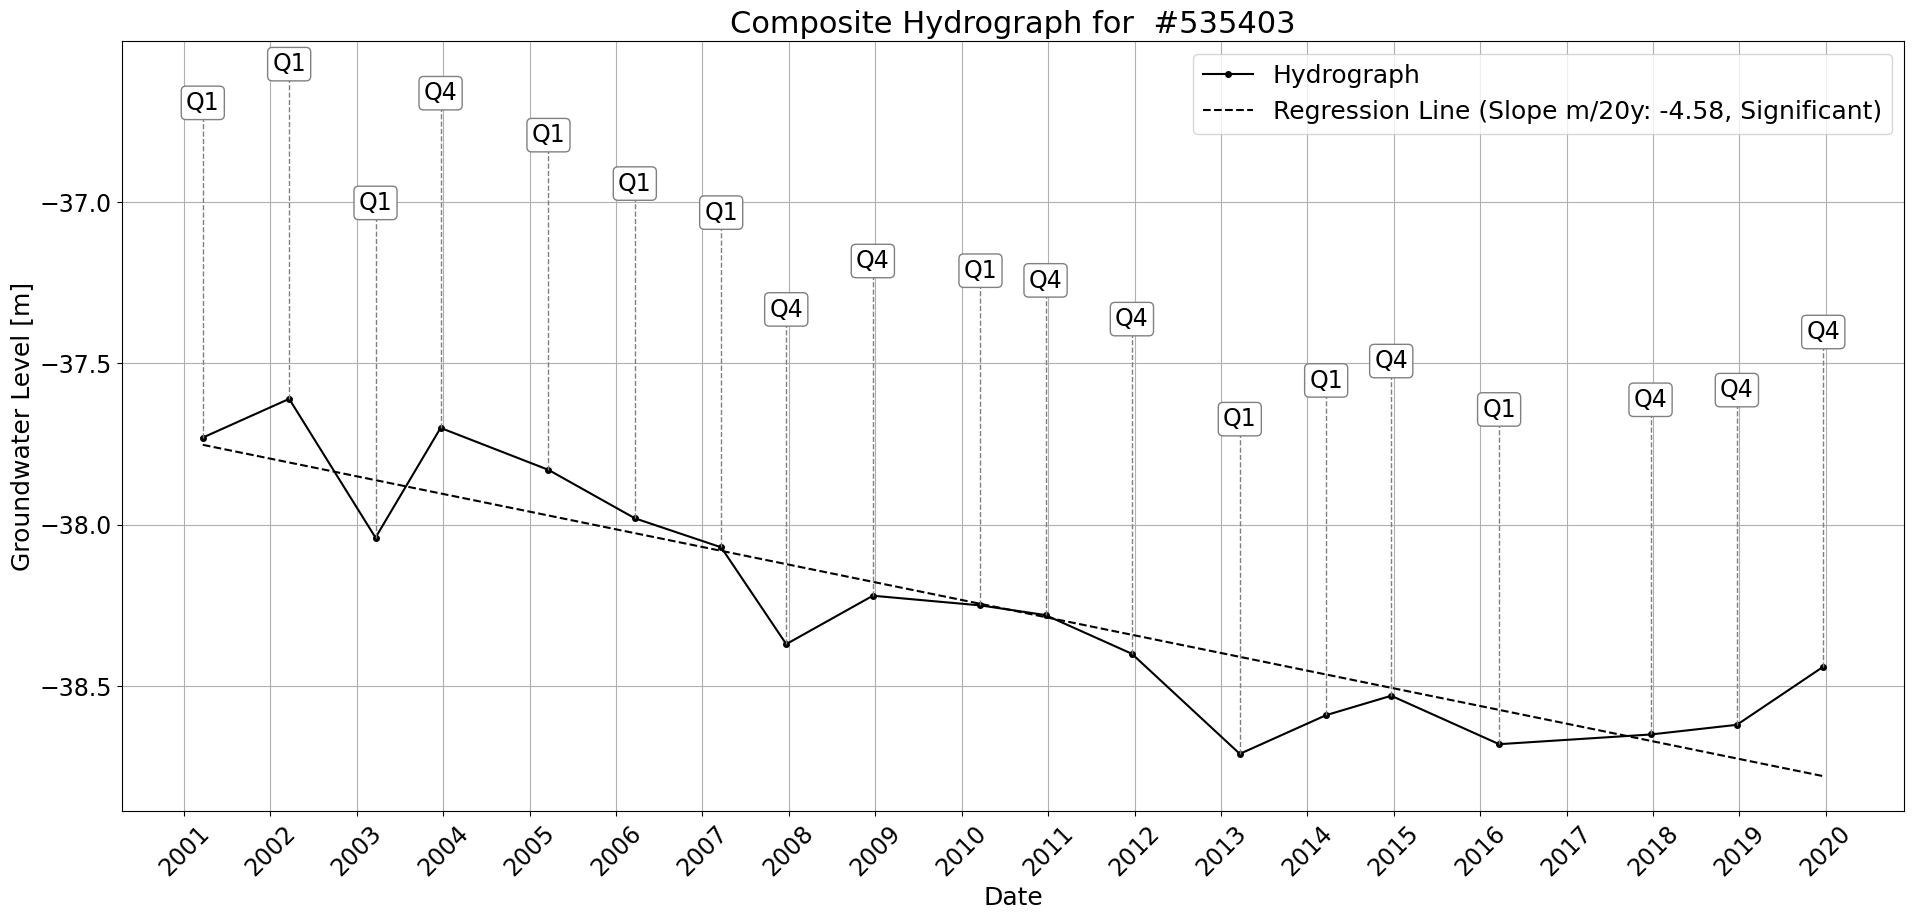 Composite Hydrograph for  #535403
Hydrograph
Regression Line (Slope m/20y: -4.58, Significant)
Q1
Q1
Q1
Q4
Q1
Q1
Q1
Q4
Q4
Q1
Q4
Q4
Q1
Q1
Q4
Q1
Q4
Q4
Q4
Groundwater Level [m]
−37.0
−37.5
−38.0
−38.5
2001
2002
2003
2004
2005
2006
2007
2008
2009
2010
2011
2012
2013
2014
2015
2016
2017
2018
2019
2020
Date